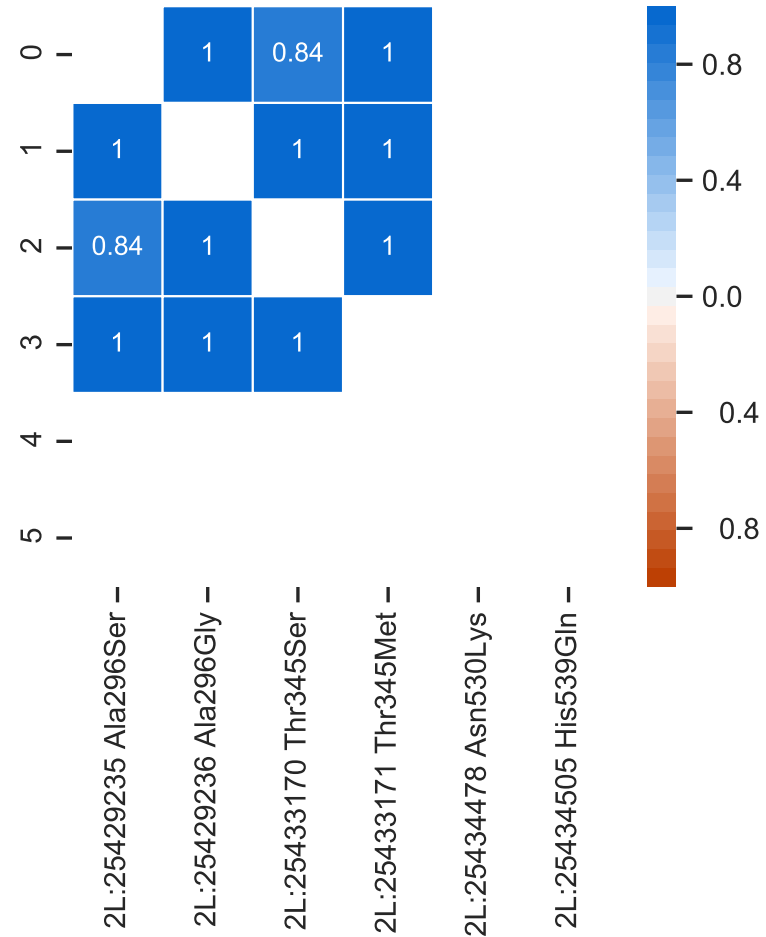 0 1 0.84 1
1 1 1 1
2 0.84 1 1
3 1 1 1
4
5
0.8
0.4
0.0
0.4
0.8
2L:25429235 Ala296Ser
2L:25429236 Ala296Gly
2L:25433170 Thr345Ser
2L:25433171 Thr345Met
2L:25434478 Asn530Lys
2L:25434505 His539Gln